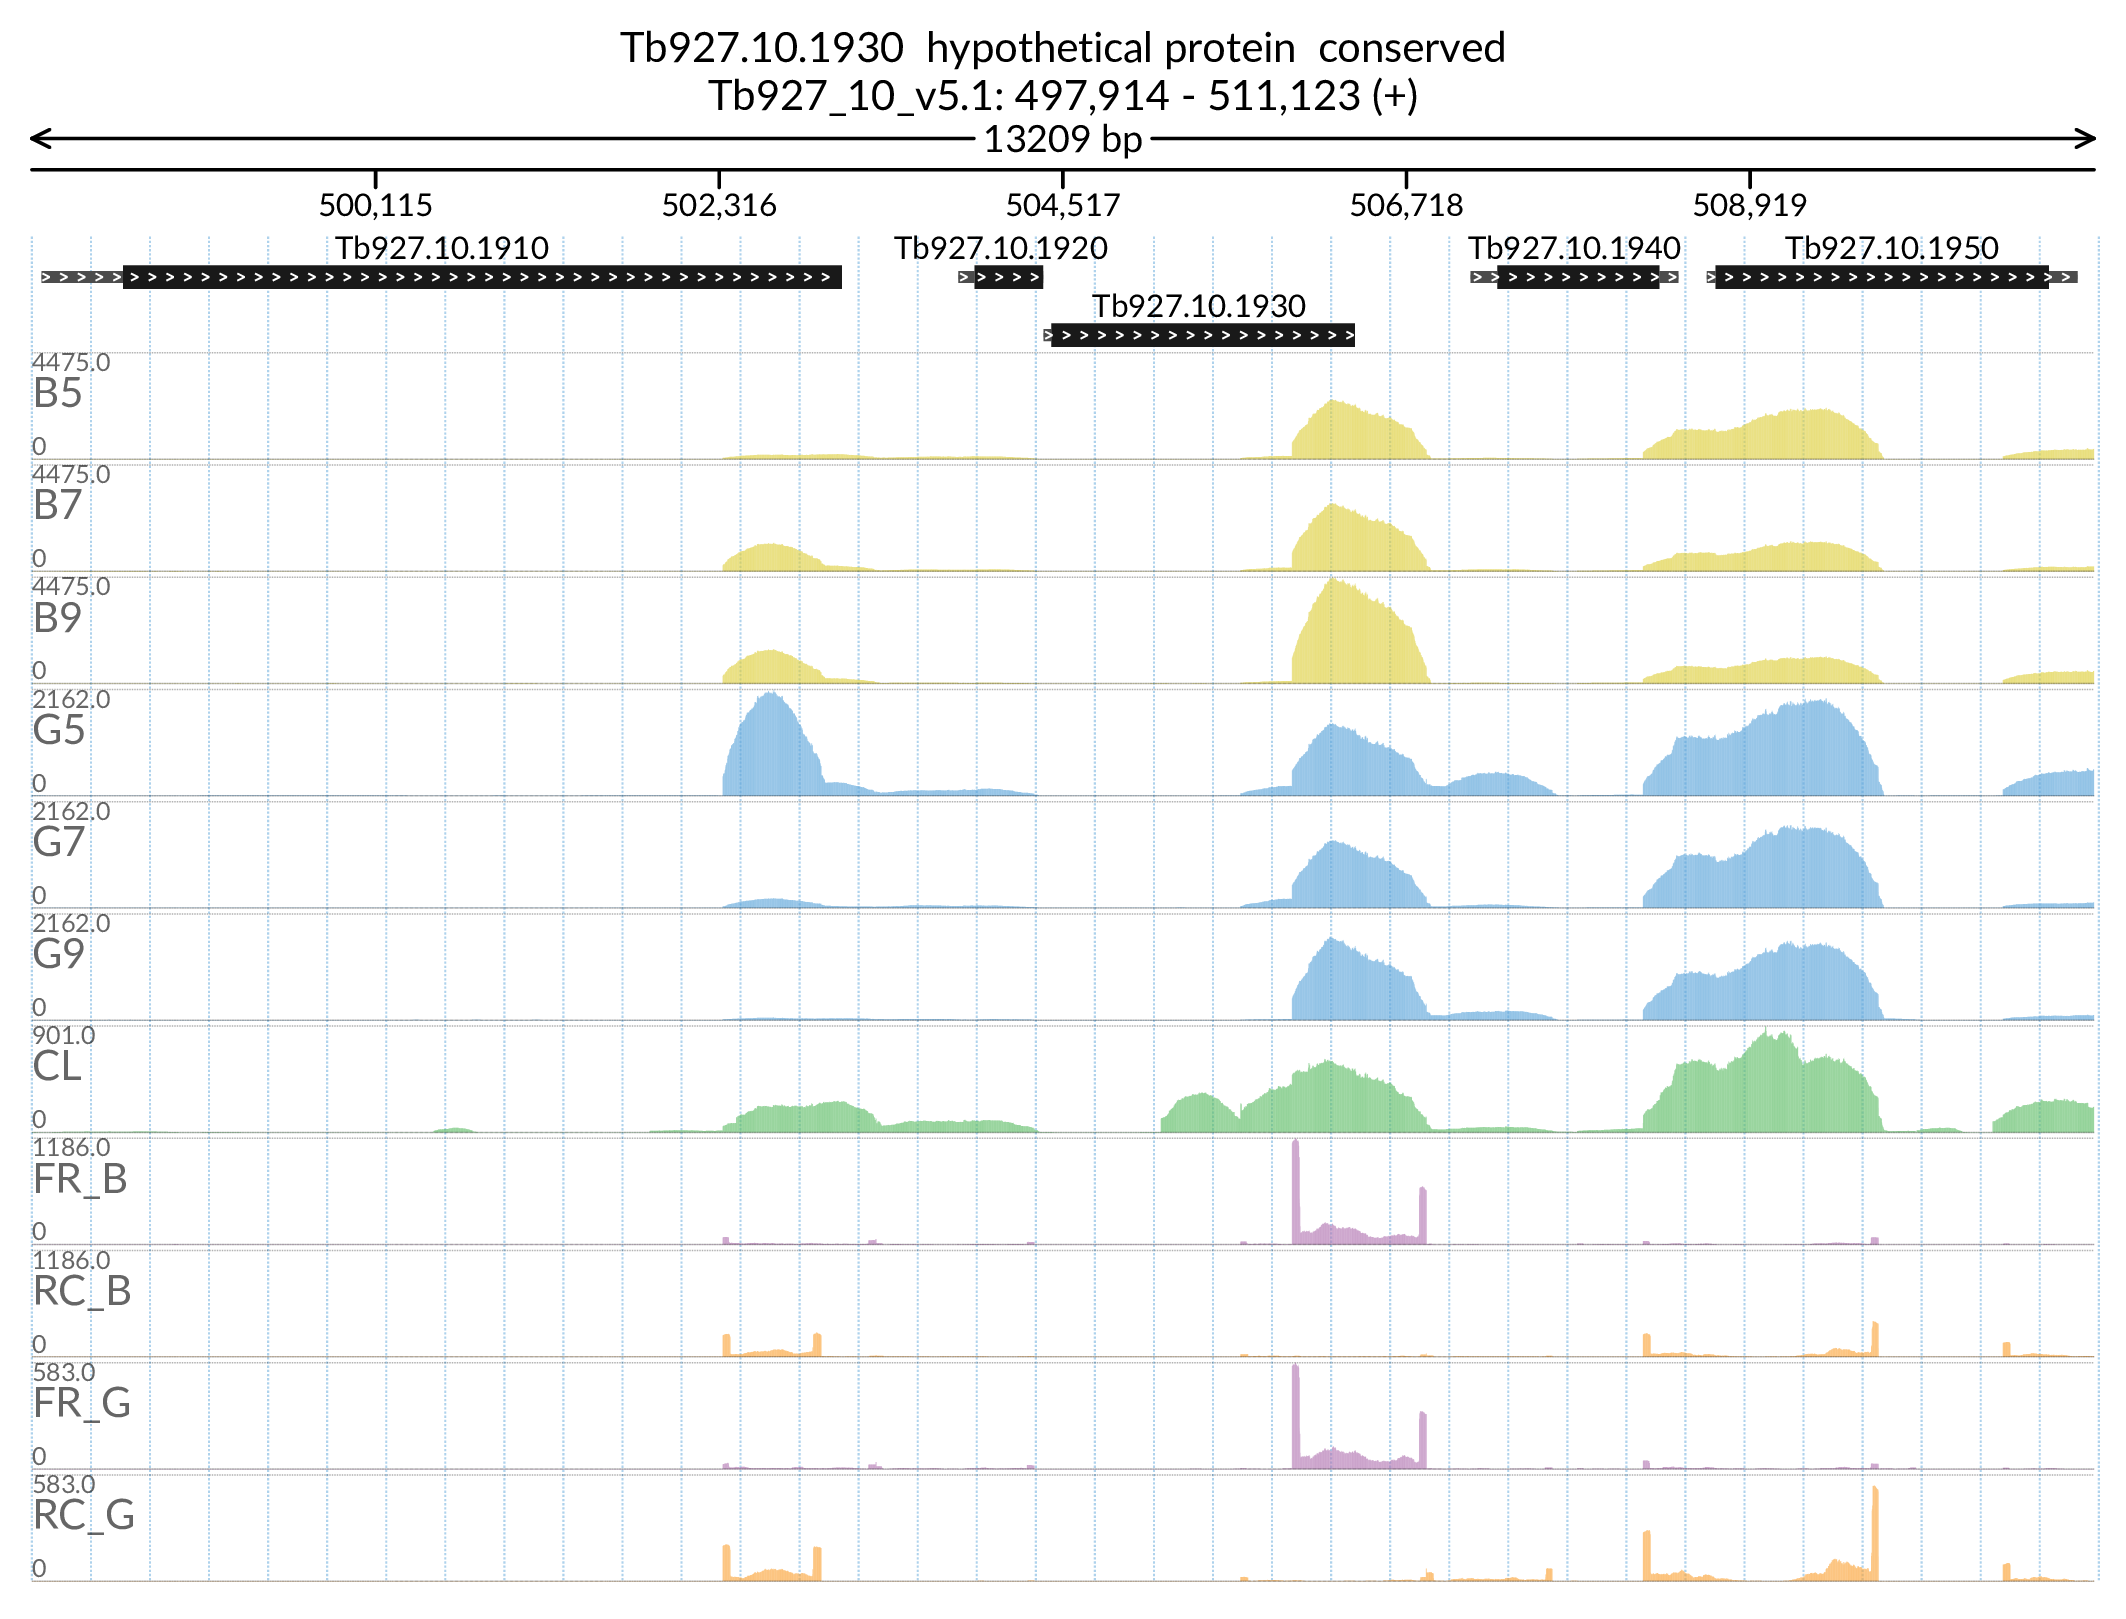 Tb927.10.1930 hypothetical protein conserved
Tb927_10_v5.1: 497,914 - 511,123 (+)
13209 bp
500,115 502,316 504,517 506,718 508,919
Tb927.10.1910 Tb927.10.1920 Tb927.10.1940 Tb927.10.1950
Tb927.10.1930
4475.0
B5
0
4475.0
B7
0
4475.0
B9
0
2162.0
G5
0
2162.0
G7
0
2162.0
G9
0
901.0
CL
0
1186.0
FR_B
0
1186.0
RC_B
0
583.0
FR_G
0
583.0
RC_G
0